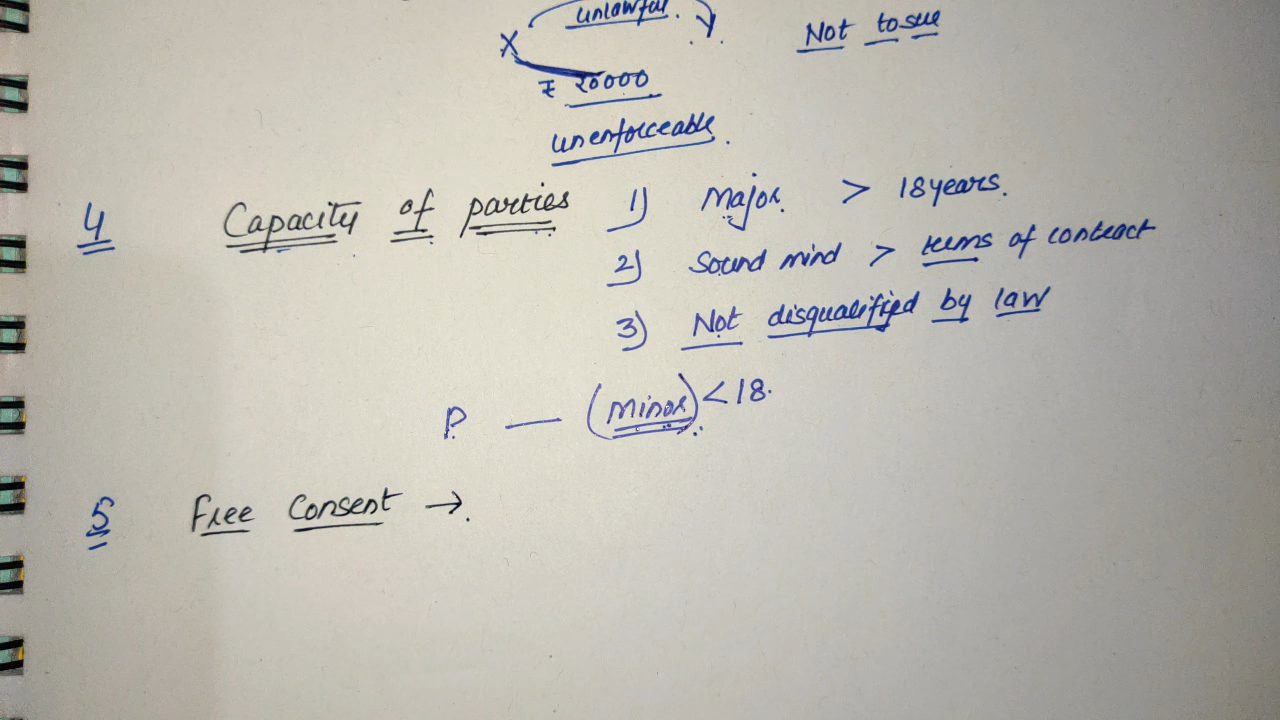 unlawful.
X Y. Not to sue
₹ 20000
unenforceable.
4 Capacity of parties 1) Major. > 18 years.
2) Sound mind > terms of contract
3) Not disqualified by law
P. — (minor) < 18.
5 Free Consent →.